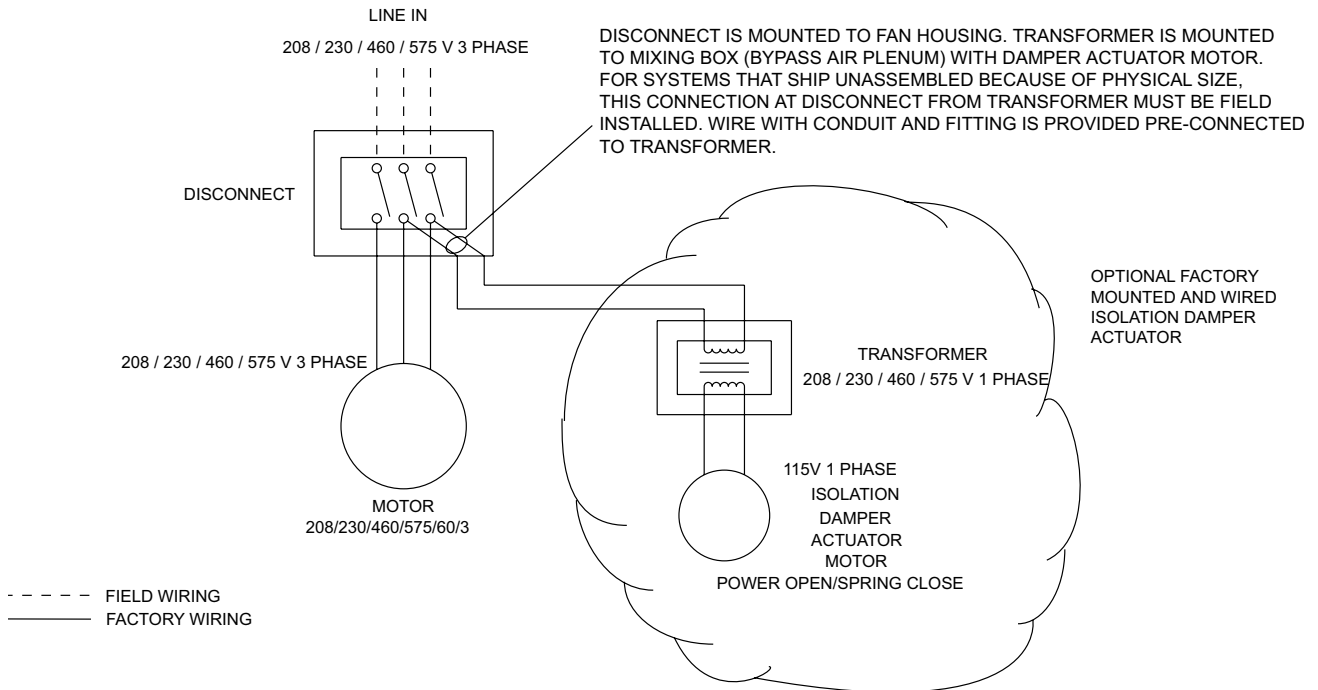 LINE IN
208 / 230 / 460 / 575 V 3 PHASE
DISCONNECT IS MOUNTED TO FAN HOUSING. TRANSFORMER IS MOUNTED
TO MIXING BOX (BYPASS AIR PLENUM) WITH DAMPER ACTUATOR MOTOR.
FOR SYSTEMS THAT SHIP UNASSEMBLED BECAUSE OF PHYSICAL SIZE,
THIS CONNECTION AT DISCONNECT FROM TRANSFORMER MUST BE FIELD
INSTALLED. WIRE WITH CONDUIT AND FITTING IS PROVIDED PRE-CONNECTED
TO TRANSFORMER.
DISCONNECT
OPTIONAL FACTORY
MOUNTED AND WIRED
ISOLATION DAMPER
ACTUATOR
208 / 230 / 460 / 575 V 3 PHASE
TRANSFORMER
208 / 230 / 460 / 575 V 1 PHASE
MOTOR
208/230/460/575/60/3
115V 1 PHASE
ISOLATION
DAMPER
ACTUATOR
MOTOR
POWER OPEN/SPRING CLOSE
FIELD WIRING
FACTORY WIRING